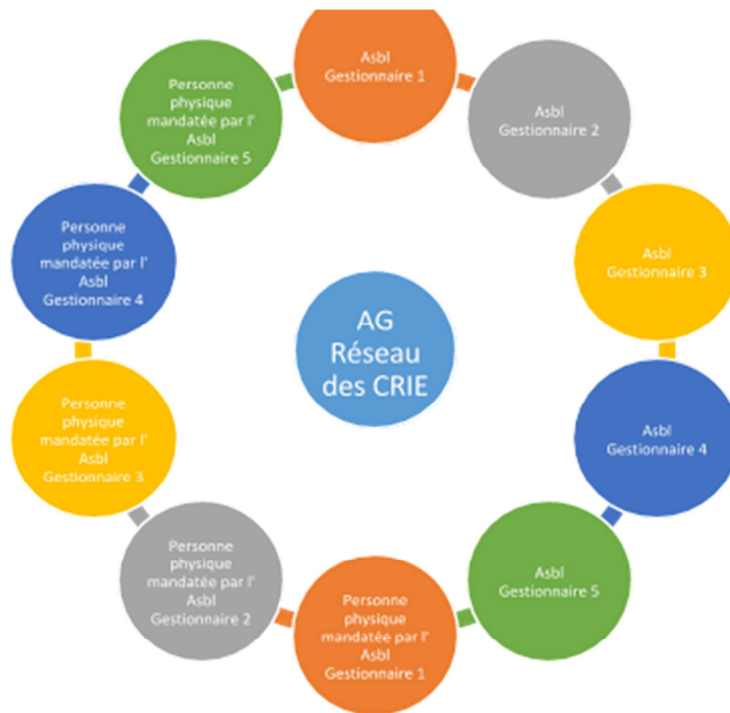 Asbl
Gestionnaire 1
Asbl
Gestionnaire 2
Asbl
Gestionnaire 3
Asbl
Gestionnaire 4
Asbl
Gestionnaire 5
Personne
physique
mandatée par l'
Asbl
Gestionnaire 1
Personne
physique
mandatée par l'
Asbl
Gestionnaire 2
Personne
physique
mandatée par l'
Asbl
Gestionnaire 3
Personne
physique
mandatée par l'
Asbl
Gestionnaire 4
Personne
physique
mandatée par l'
Asbl
Gestionnaire 5
AG
Réseau
des CRIE